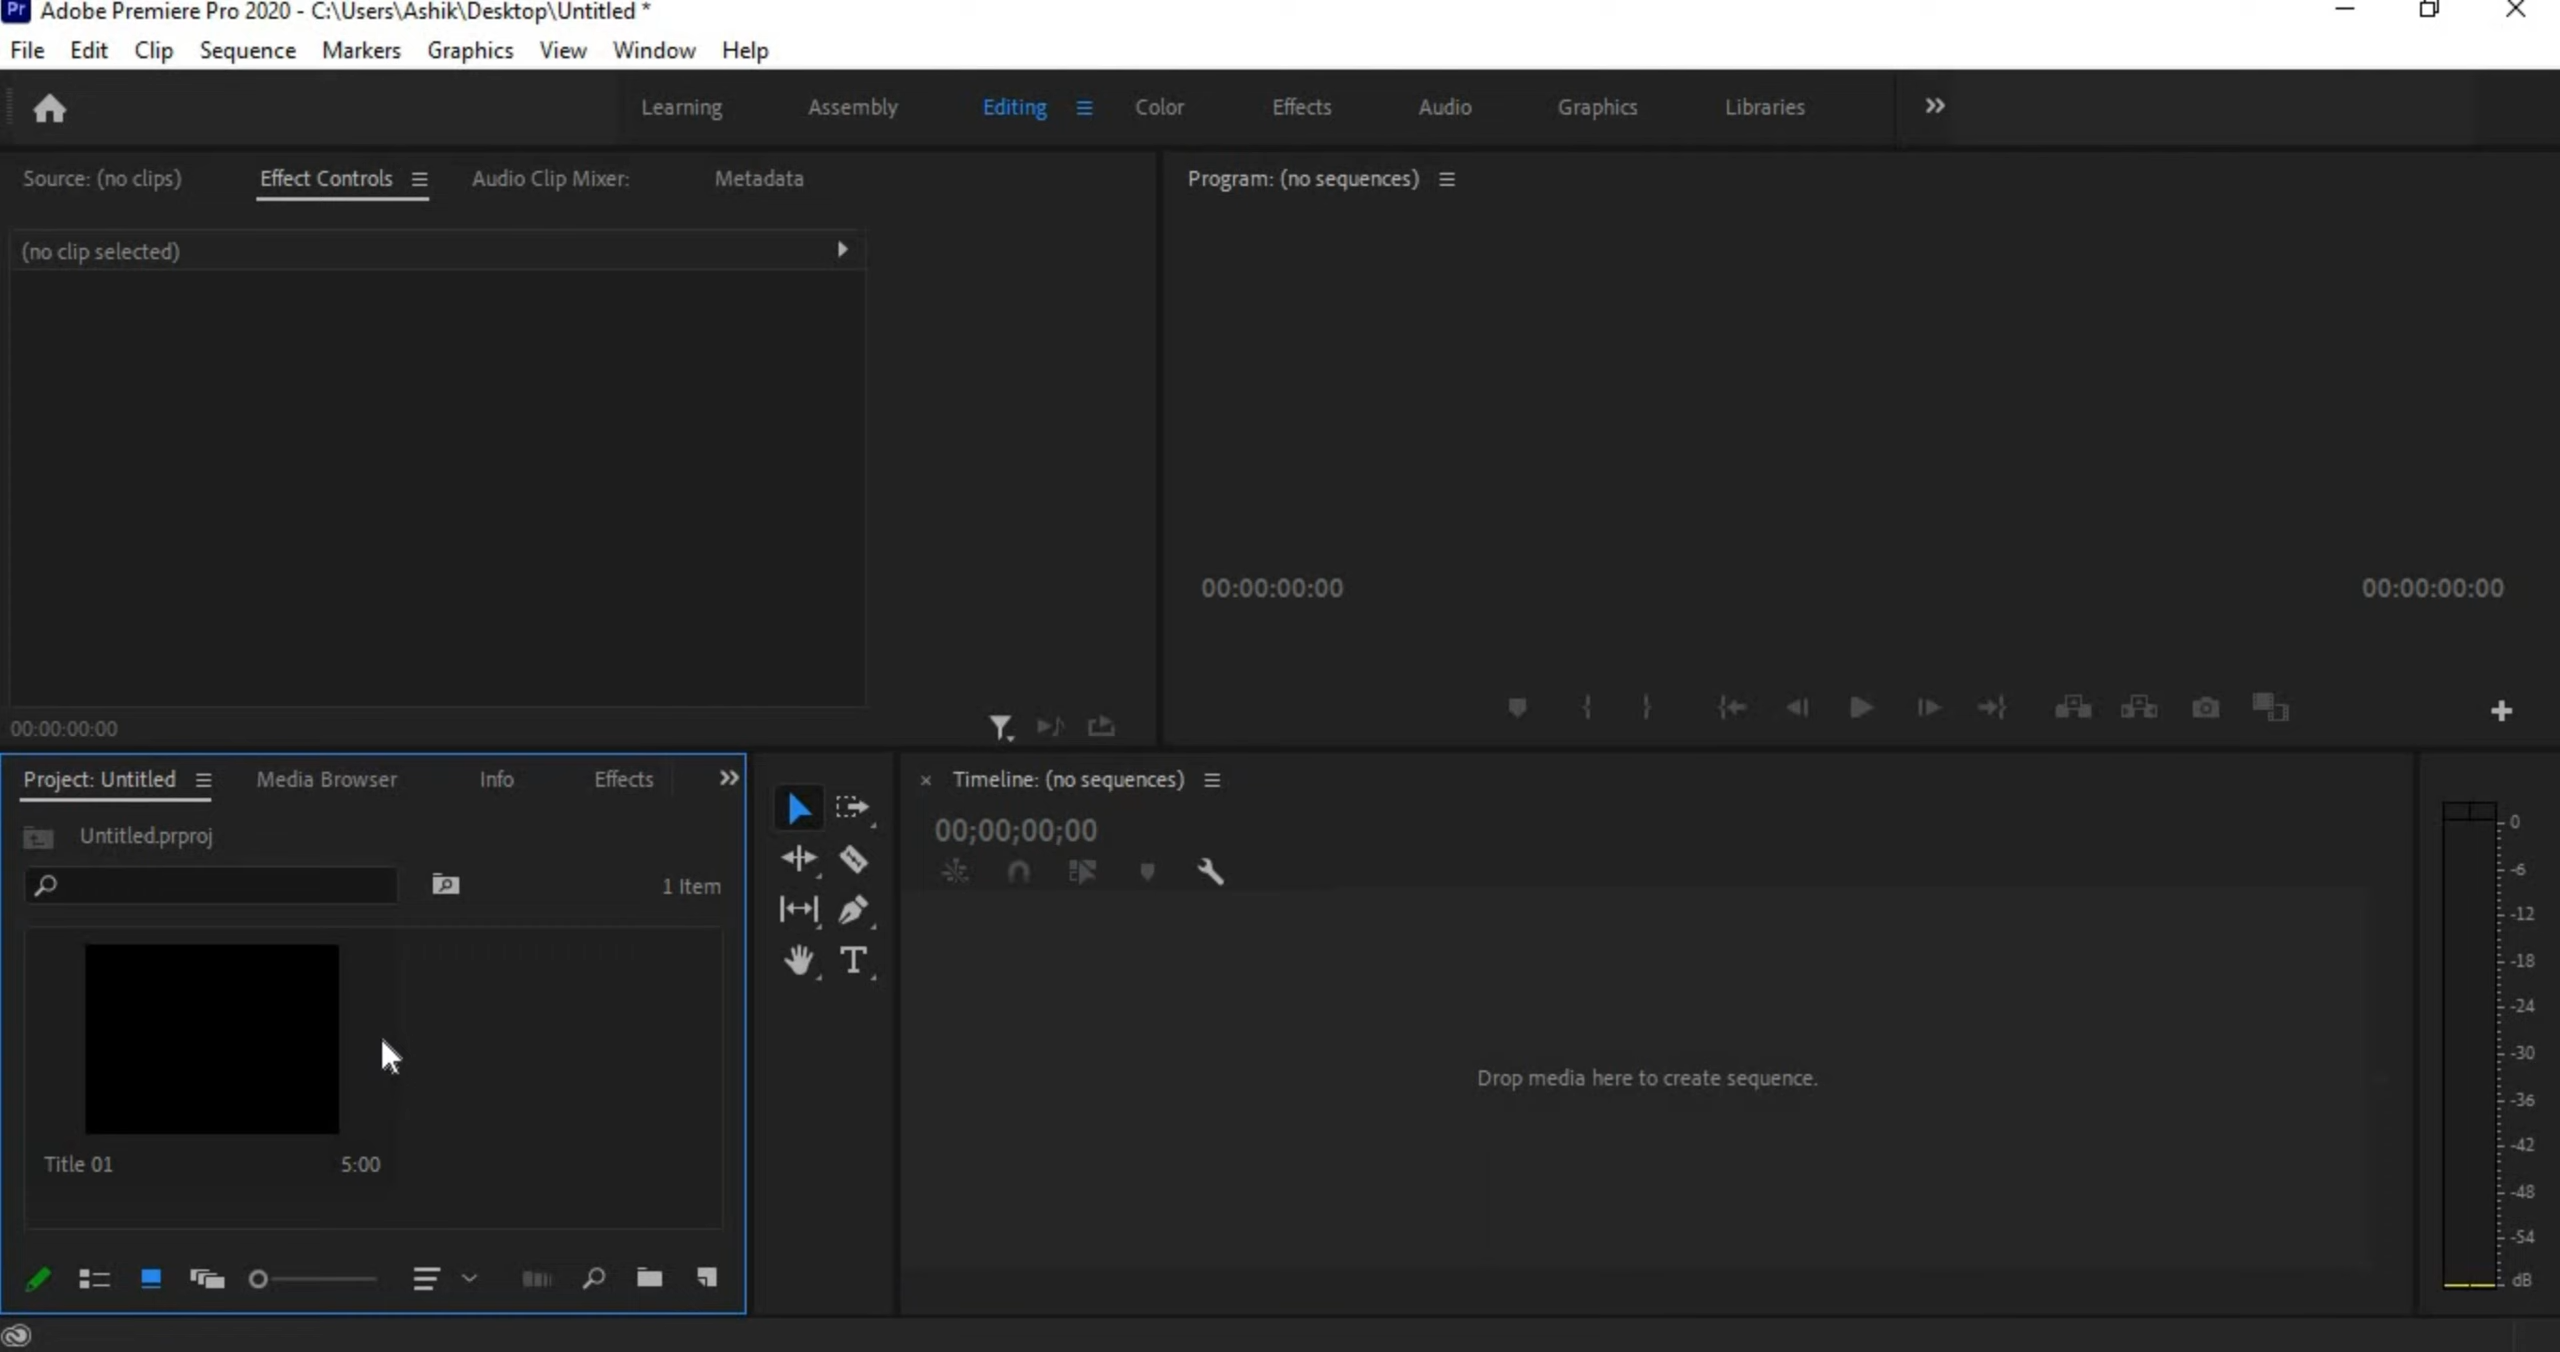 Pr Adobe Premiere Pro 2020 - C:\Users\Ashik\Desktop\Untitled *
File Edit Clip Sequence Markers Graphics View Window Help
Learning Assembly Editing Color Effects Audio Graphics Libraries
Source: (no clips) Effect Controls Audio Clip Mixer: Metadata Program: (no sequences)
(no clip selected)
00:00:00:00 00:00:00:00
00:00:00:00
Project: Untitled Media Browser Info Effects Timeline: (no sequences)
Untitled.prproj 00;00;00;00
1 Item
Drop media here to create sequence.
Title 01 5:00
0
-6
-12
-18
-24
-30
-36
-42
-48
-54
dB